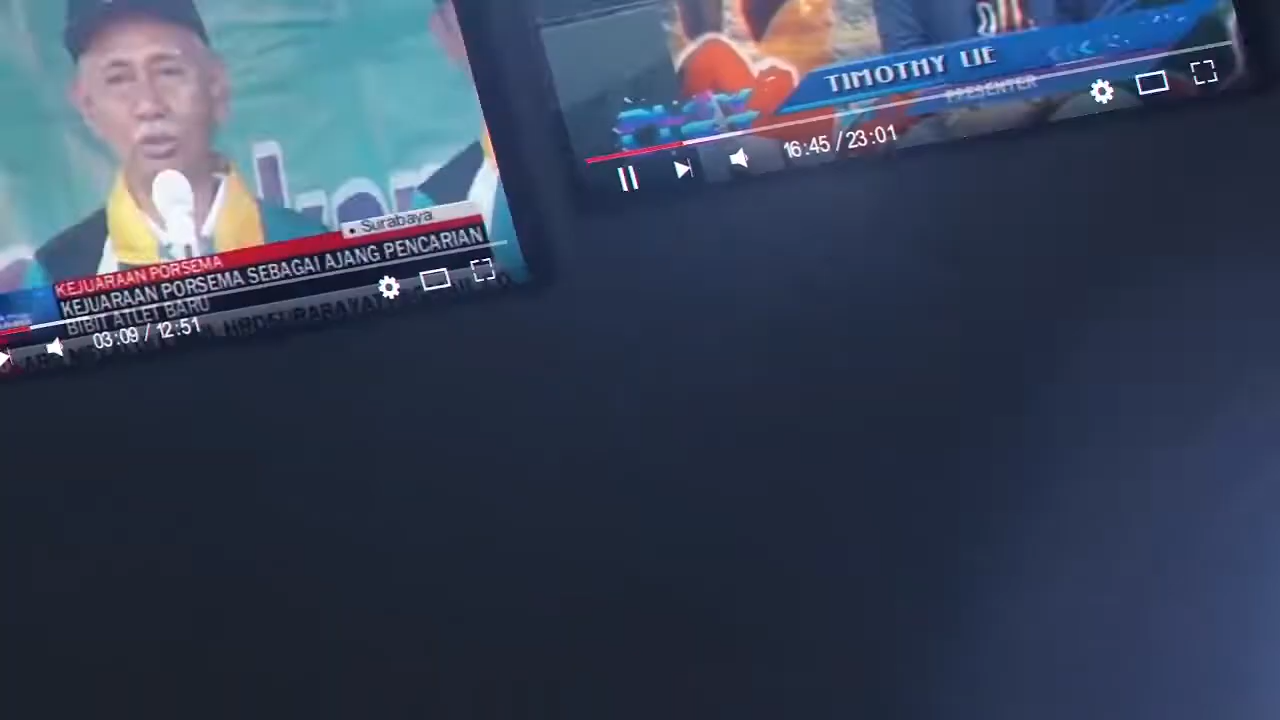 Surabaya
KEJUARAAN PORSEMA
KEJUARAAN PORSEMA SEBAGAI AJANG PENCARIAN
BIBIT ATLET BARU
03:09 / 12:51
TIMOTHY LIE
PRESENTER
16:45 / 23:01